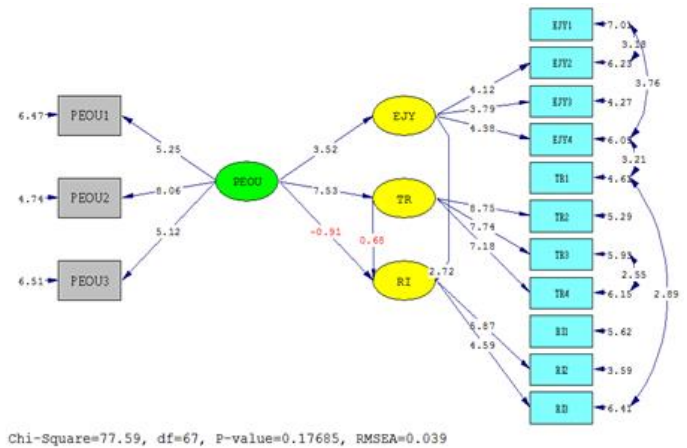 EJY1
7.01
3.18
EJY2
6.23
4.12
3.76
6.47
PEOU1
EJY
3.79
EJY3
4.27
4.38
EJY4
6.09
5.25
3.52
3.21
TR1
4.61
4.74
PEOU2
8.06
PEOU
7.53
TR
8.75
TR2
5.29
7.74
7.18
5.12
-0.91
0.68
TR3
5.95
2.55
6.51
PEOU3
RI
2.72
TR4
6.15
2.89
RI1
5.62
4.59
RI2
3.59
RI3
6.41
Chi-Square=77.59, df=67, P-value=0.17685, RMSEA=0.039